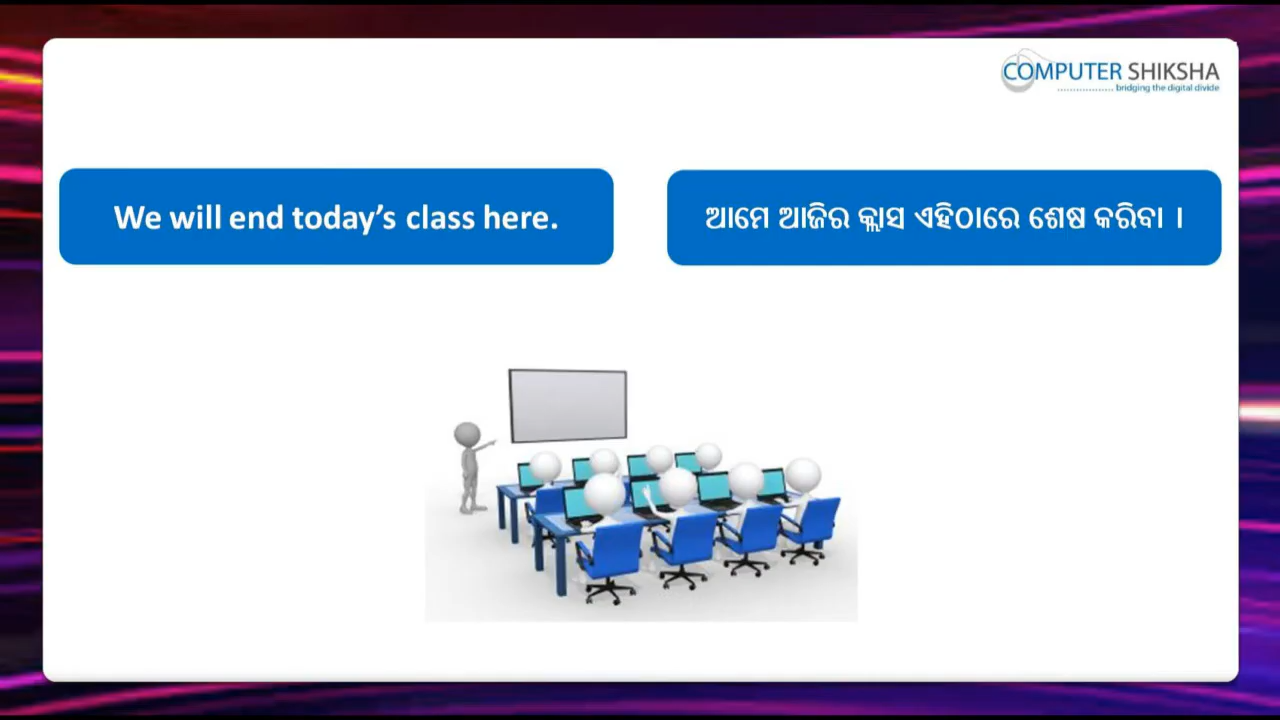 COMPUTER SHIKSHA
bridging the digital divide
We will end today’s class here.
ଆମେ ଆଜିର କ୍ଲାସ ଏହିଠାରେ ଶେଷ କରିବା ।